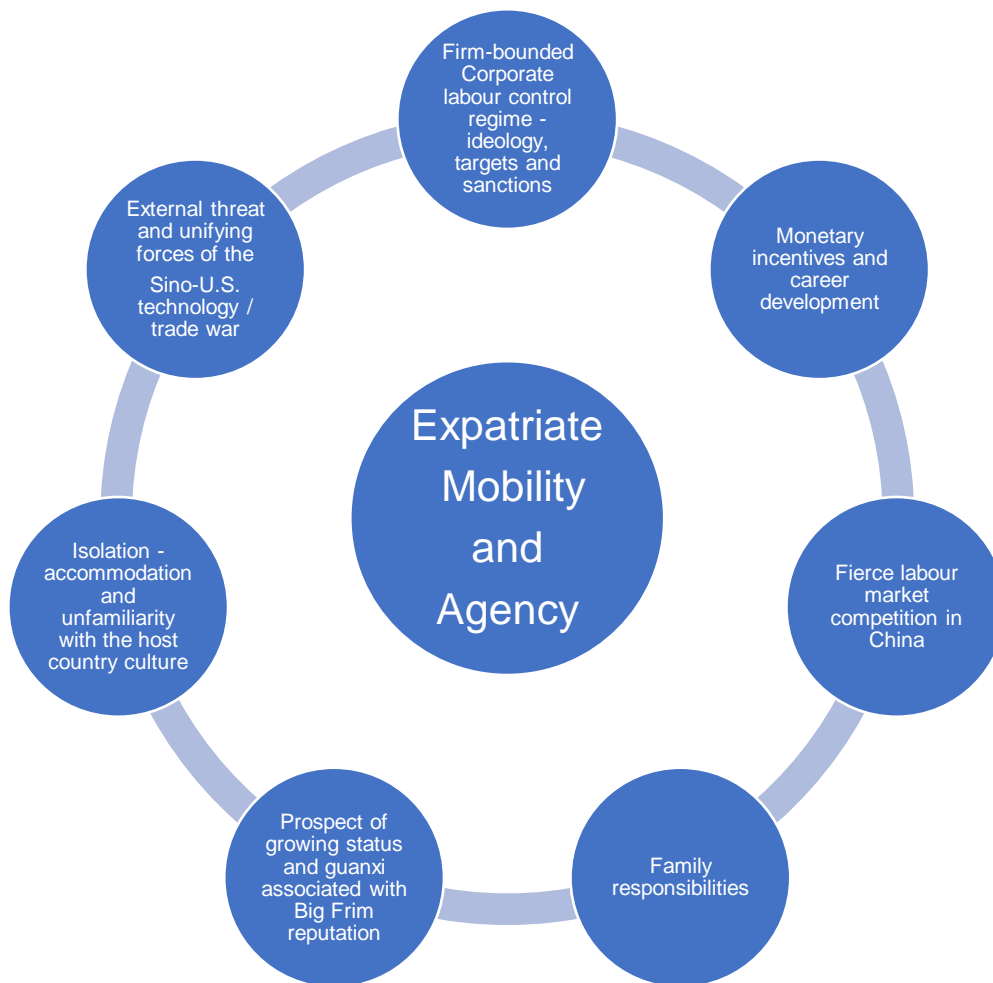 Firm-bounded
Corporate
labour control
regime -
ideology,
targets and
sanctions
Monetary
incentives and
career
development
Fierce labour
market
competition in
China
Family
responsibilities
Prospect of
growing status
and guanxi
associated with
Big Frim
reputation
Isolation -
accommodation
and
unfamiliarity
with the host
country culture
External threat
and unifying
forces of the
Sino-U.S.
technology /
trade war
Expatriate
Mobility
and
Agency